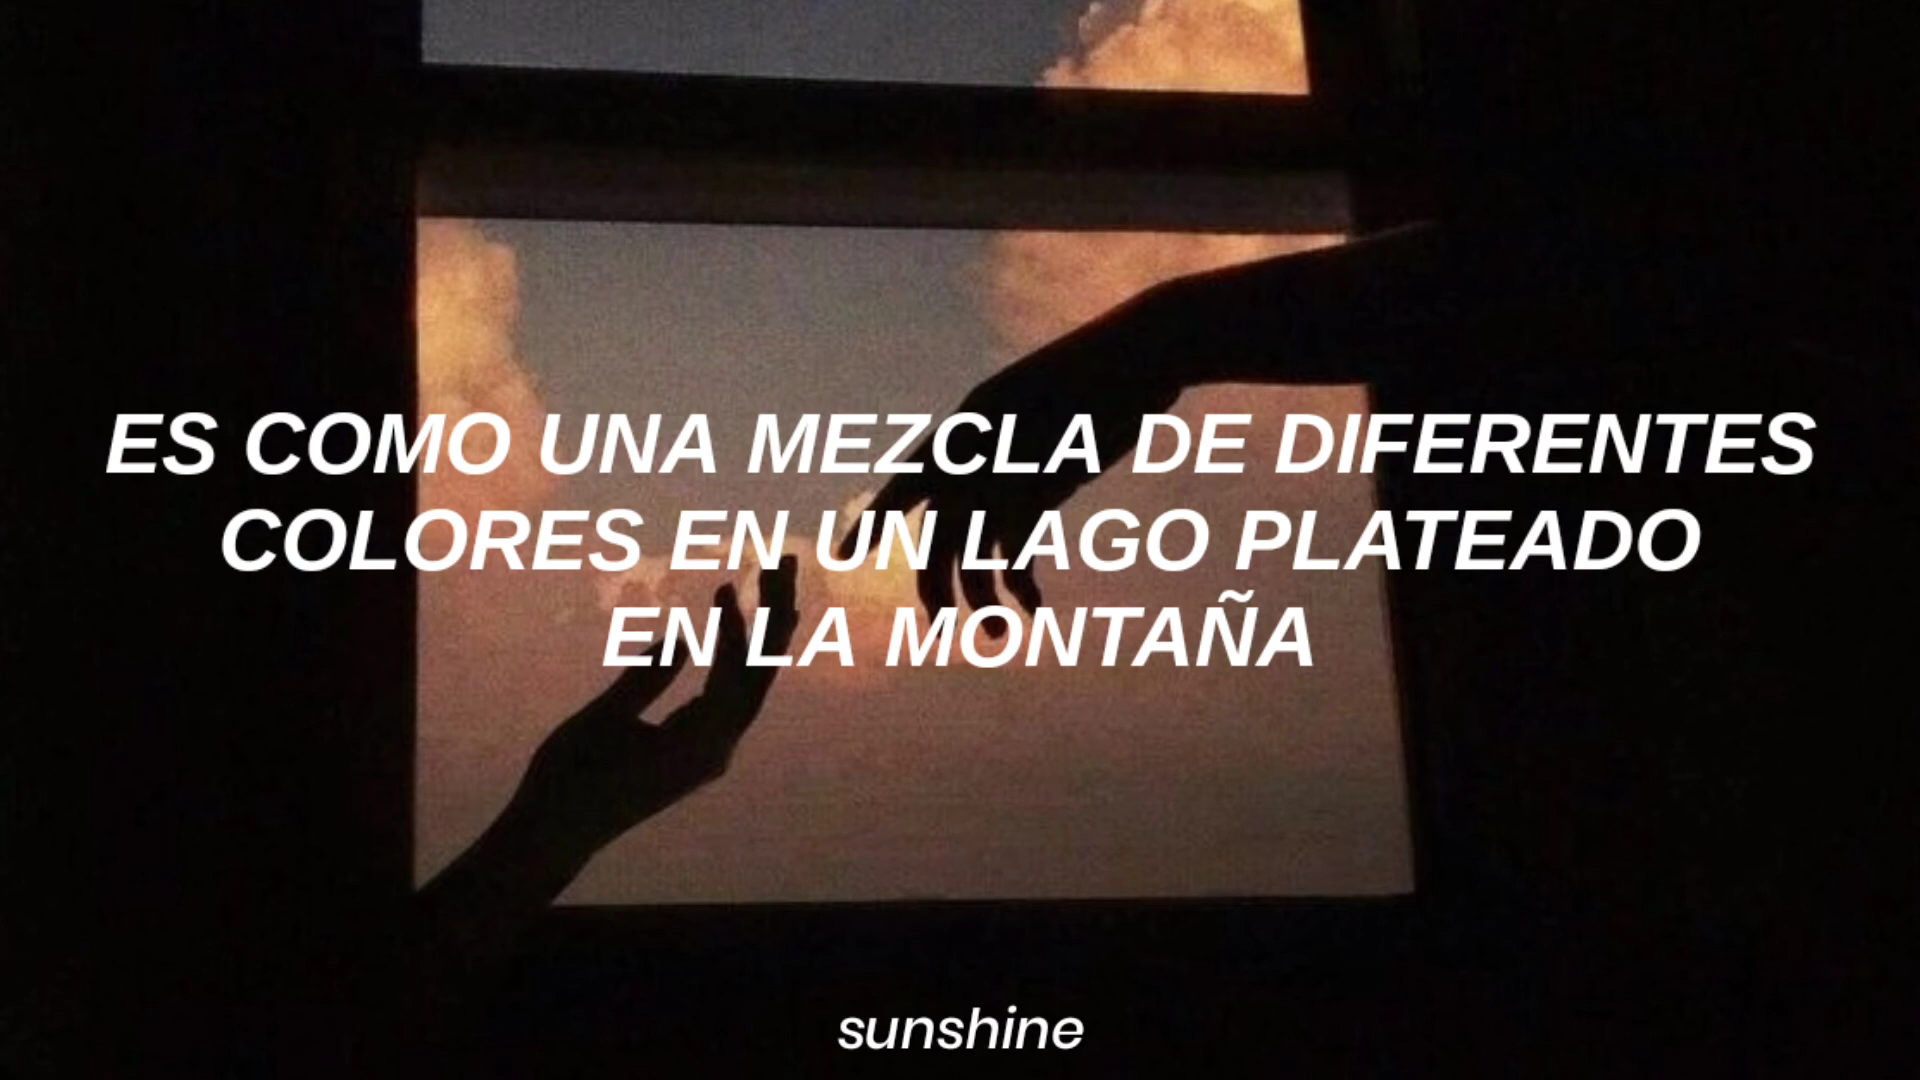 ES COMO UNA MEZCLA DE DIFERENTES
COLORES EN UN LAGO PLATEADO
EN LA MONTAÑA
sunshine